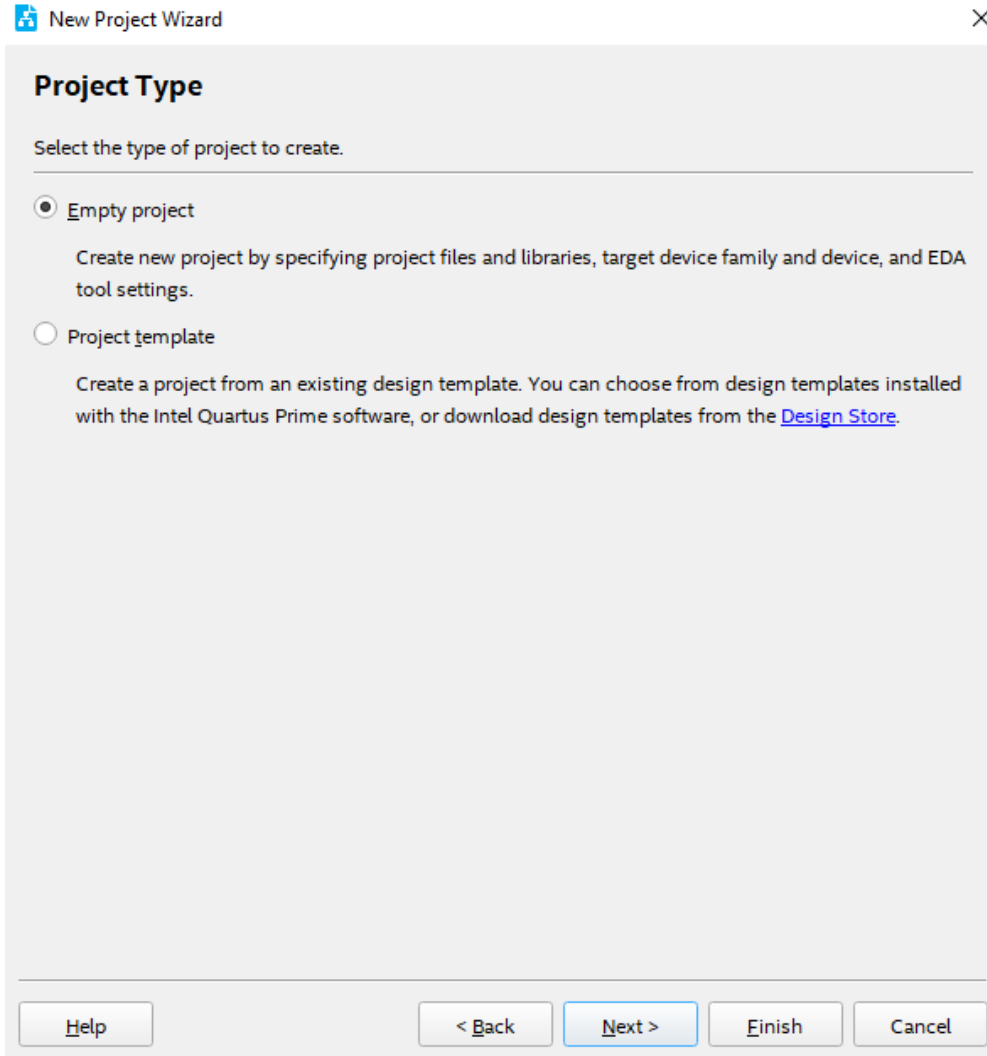 New Project Wizard
Project Type
Select the type of project to create.
Empty project
Create new project by specifying project files and libraries, target device family and device, and EDA
tool settings.
Project template
Create a project from an existing design template. You can choose from design templates installed
with the Intel Quartus Prime software, or download design templates from the Design Store.
Help
< Back
Next >
Finish
Cancel